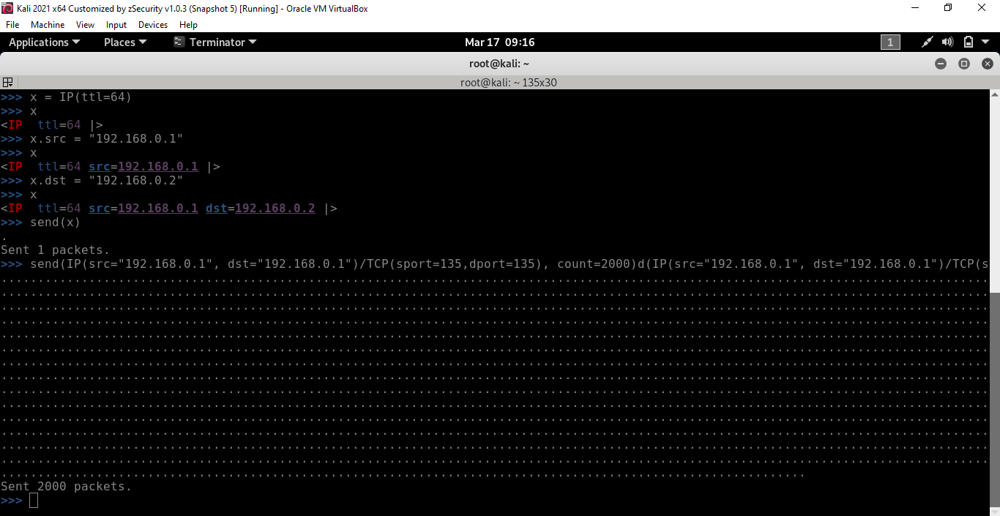 Kali 2021 x64 Customized by zSecurity v1.0.3 (Snapshot 5) [Running] - Oracle VM VirtualBox
File Machine View Input Devices Help
Applications Places Terminator Mar 17 09:16 1
root@kali: ~
root@kali: ~ 135x30
>>> x = IP(ttl=64)
>>> x
<IP  ttl=64 |>
>>> x.src = "192.168.0.1"
>>> x
<IP  ttl=64 src=192.168.0.1 |>
>>> x.dst = "192.168.0.2"
>>> x
<IP  ttl=64 src=192.168.0.1 dst=192.168.0.2 |>
>>> send(x)
.
Sent 1 packets.
>>> send(IP(src="192.168.0.1", dst="192.168.0.1")/TCP(sport=135,dport=135), count=2000)d(IP(src="192.168.0.1", dst="192.168.0.1")/TCP(s
.......................................................................................................................................
.......................................................................................................................................
.......................................................................................................................................
.......................................................................................................................................
.......................................................................................................................................
.......................................................................................................................................
.......................................................................................................................................
.......................................................................................................................................
.......................................................................................................................................
.......................................................................................................................................
.......................................................................................................................................
.......................................................................................................................................
.......................................................................................................................................
.......................................................................................................................................
..............................................................................................................
Sent 2000 packets.
>>>